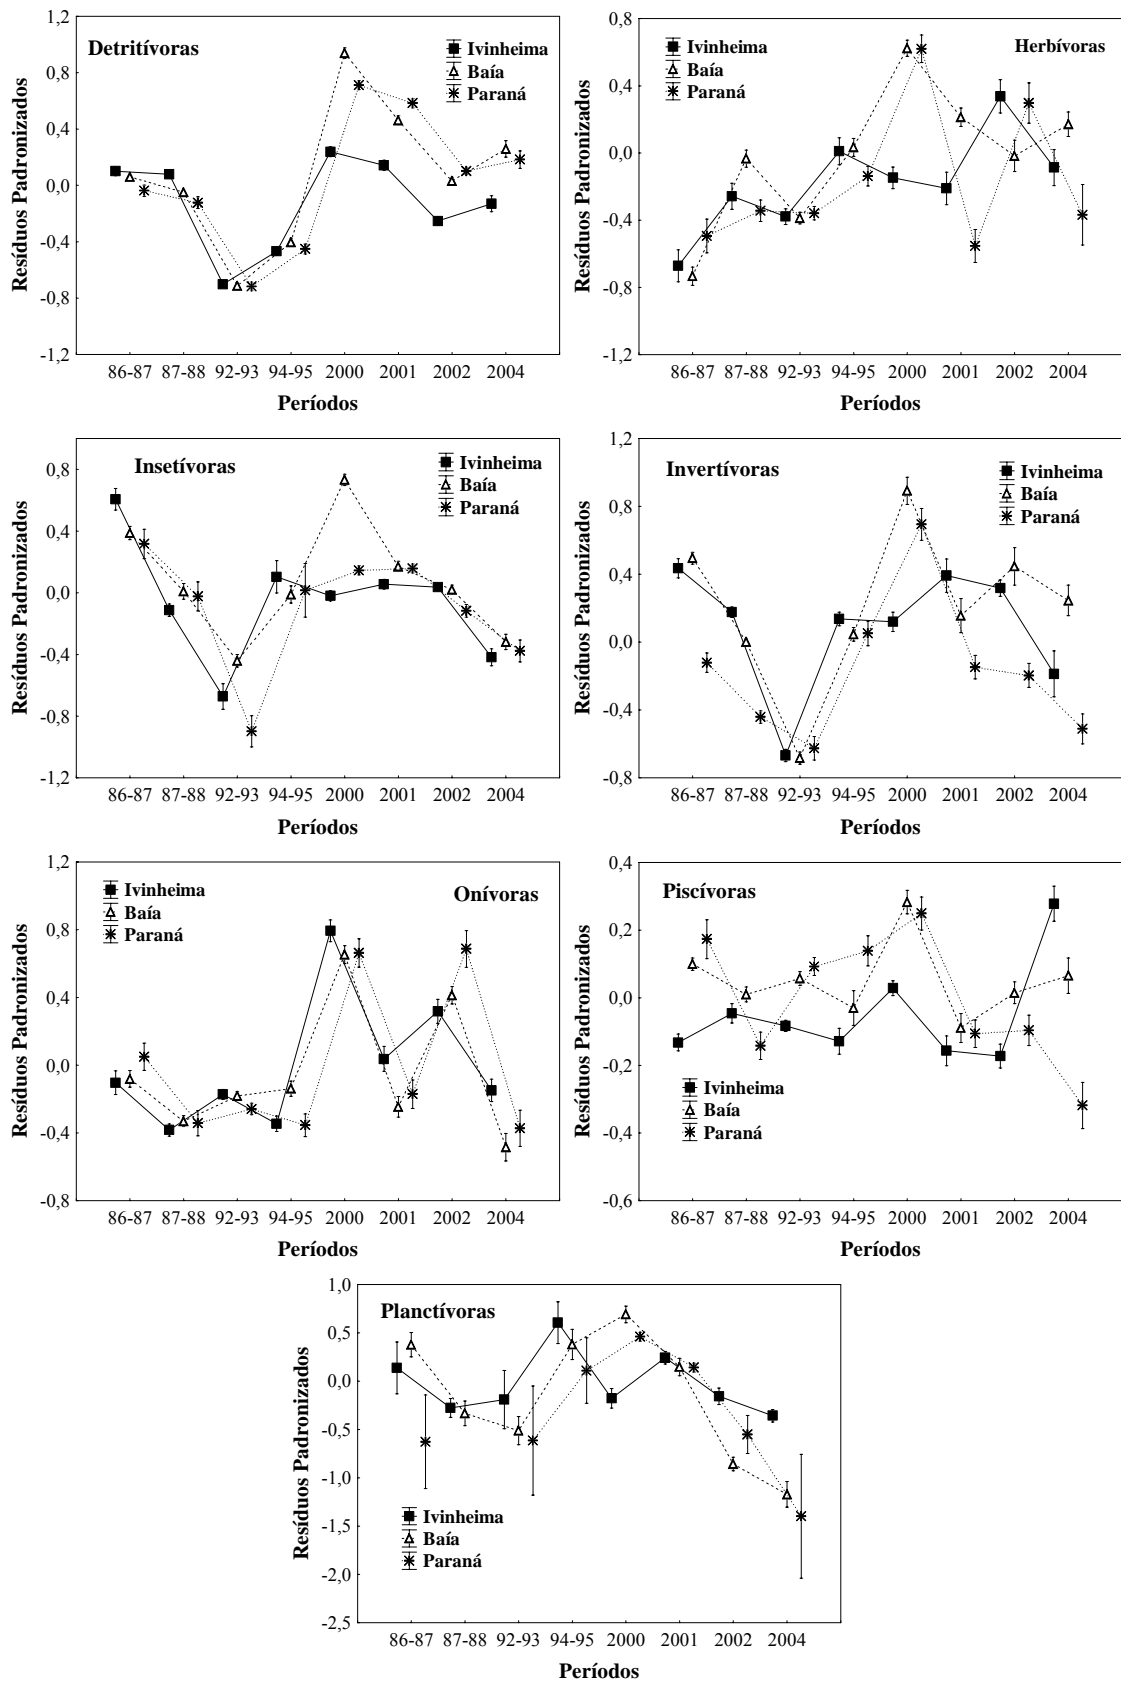 Detritívoras
Ivinheima
Baía
Paraná
Resíduos Padronizados
1,2
0,8
0,4
0,0
-0,4
-0,8
-1,2
86-87 87-88 92-93 94-95 2000 2001 2002 2004
Períodos
Herbívoras
Ivinheima
Baía
Paraná
Resíduos Padronizados
0,8
0,4
0,0
-0,4
-0,8
-1,2
86-87 87-88 92-93 94-95 2000 2001 2002 2004
Períodos
Insetívoras
Ivinheima
Baía
Paraná
Resíduos Padronizados
0,8
0,4
0,0
-0,4
-0,8
-1,2
86-87 87-88 92-93 94-95 2000 2001 2002 2004
Períodos
Invertívoras
Ivinheima
Baía
Paraná
Resíduos Padronizados
1,2
0,8
0,4
0,0
-0,4
-0,8
86-87 87-88 92-93 94-95 2000 2001 2002 2004
Períodos
Onívoras
Ivinheima
Baía
Paraná
Resíduos Padronizados
1,2
0,8
0,4
0,0
-0,4
-0,8
86-87 87-88 92-93 94-95 2000 2001 2002 2004
Períodos
Piscívoras
Ivinheima
Baía
Paraná
Resíduos Padronizados
0,4
0,2
0,0
-0,2
-0,4
-0,6
86-87 87-88 92-93 94-95 2000 2001 2002 2004
Períodos
Planctívoras
Ivinheima
Baía
Paraná
Resíduos Padronizados
1,0
0,5
0,0
-0,5
-1,0
-1,5
-2,0
-2,5
86-87 87-88 92-93 94-95 2000 2001 2002 2004
Períodos